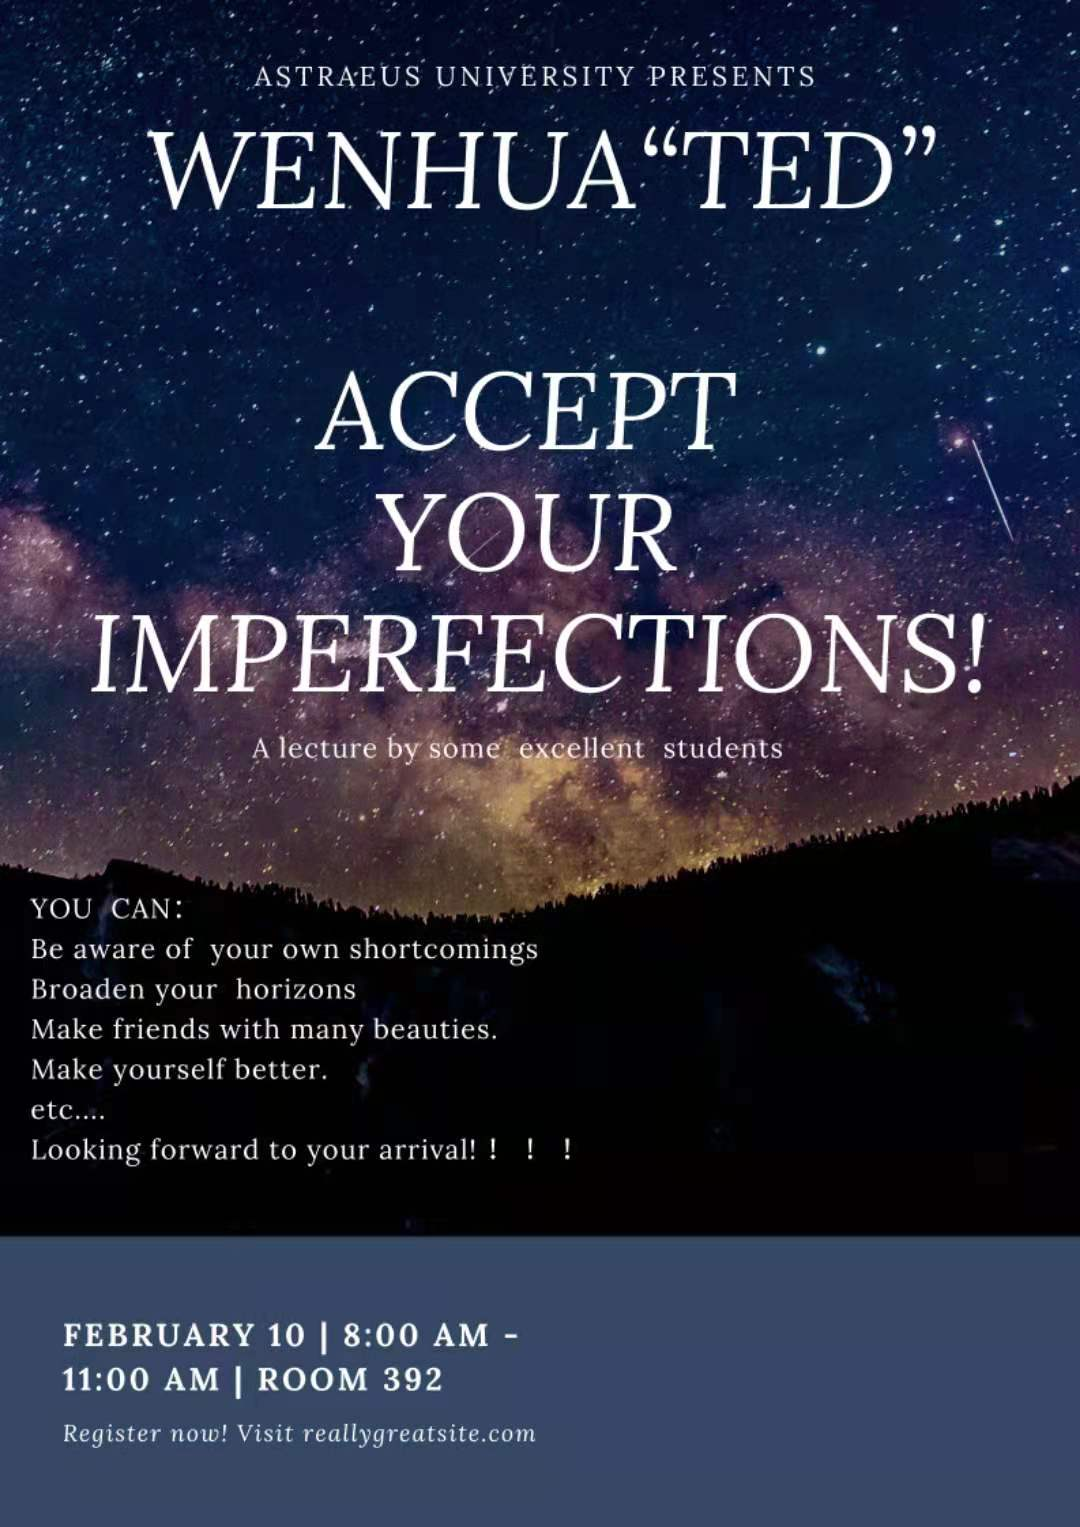 ASTRAEUS UNIVERSITY PRESENTS
WENHUA“TED”
ACCEPT
YOUR
IMPERFECTIONS!
A lecture by some excellent students
YOU CAN：
Be aware of your own shortcomings
Broaden your horizons
Make friends with many beauties.
Make yourself better.
etc....
Looking forward to your arrival!！！！
FEBRUARY 10 | 8:00 AM -
11:00 AM | ROOM 392
Register now! Visit reallygreatsite.com